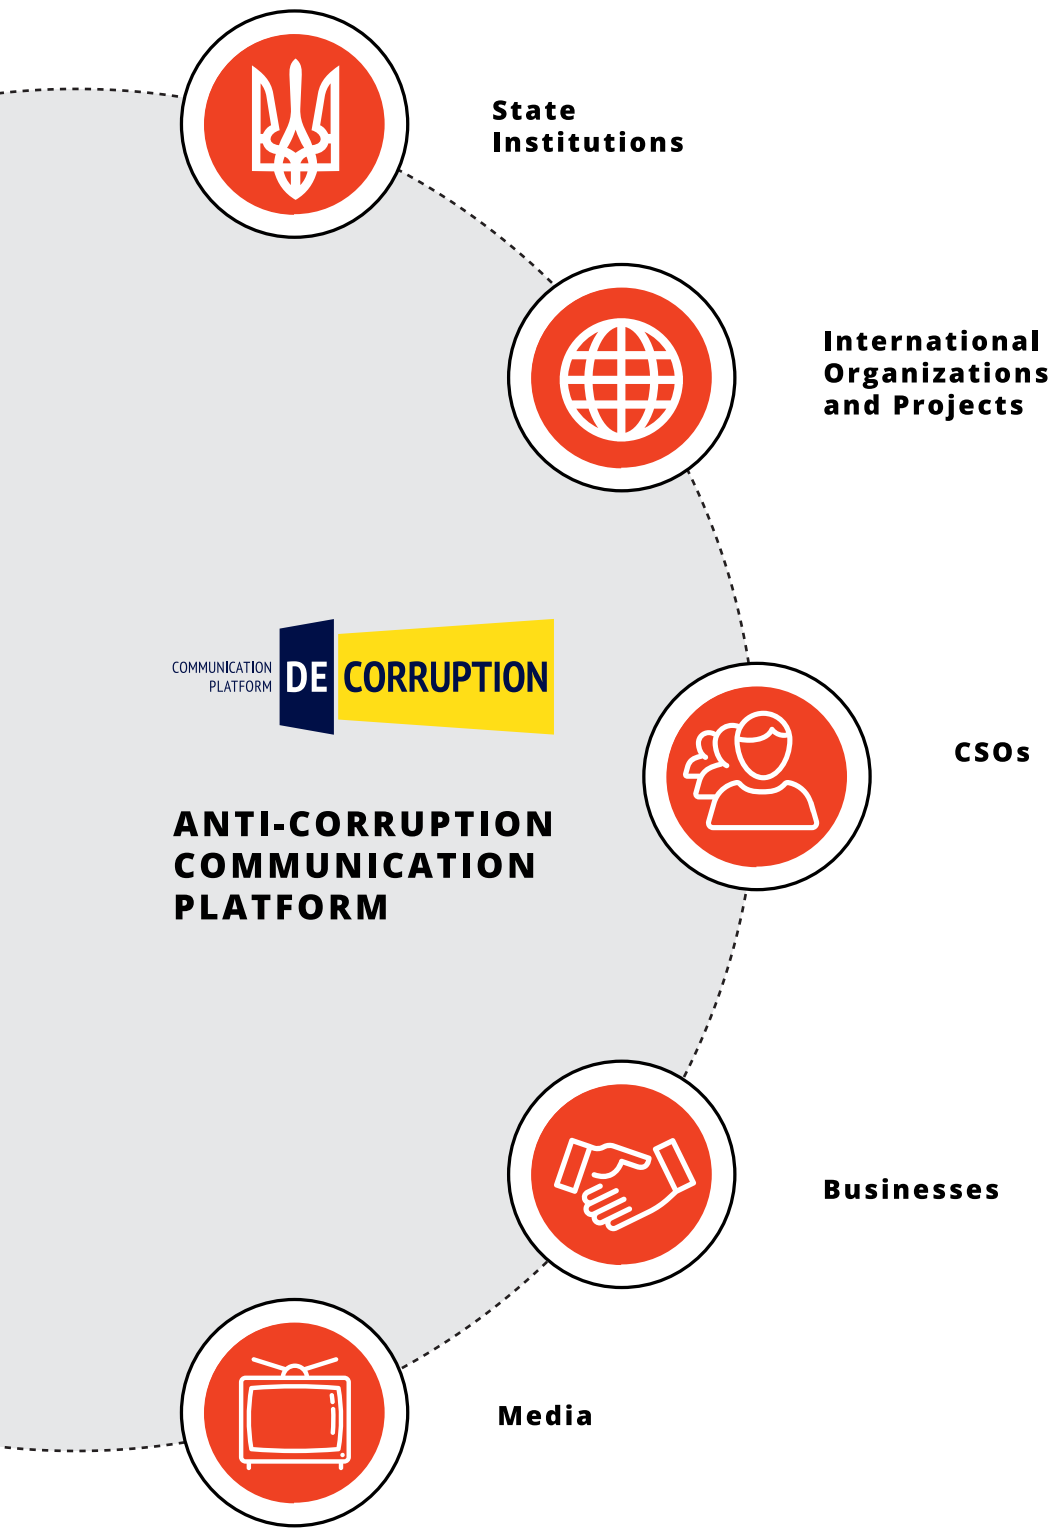 State
Institutions
International
Organizations
and Projects
COMMUNICATION
PLATFORM
DE CORRUPTION
CSOs
ANTI-CORRUPTION
COMMUNICATION
PLATFORM
Businesses
Media